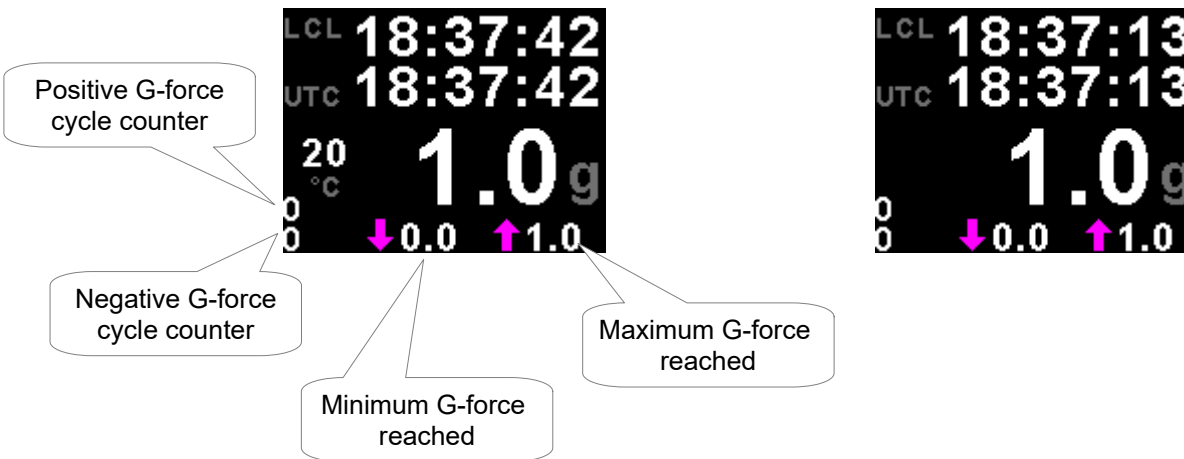 LCL 18:37:42
UTC 18:37:42
20
°C
1.0 g
0
0
0.0
1.0
Positive G-force
cycle counter
Negative G-force
cycle counter
Minimum G-force
reached
Maximum G-force
reached
LCL 18:37:13
UTC 18:37:13
1.0 g
0
0
0.0
1.0